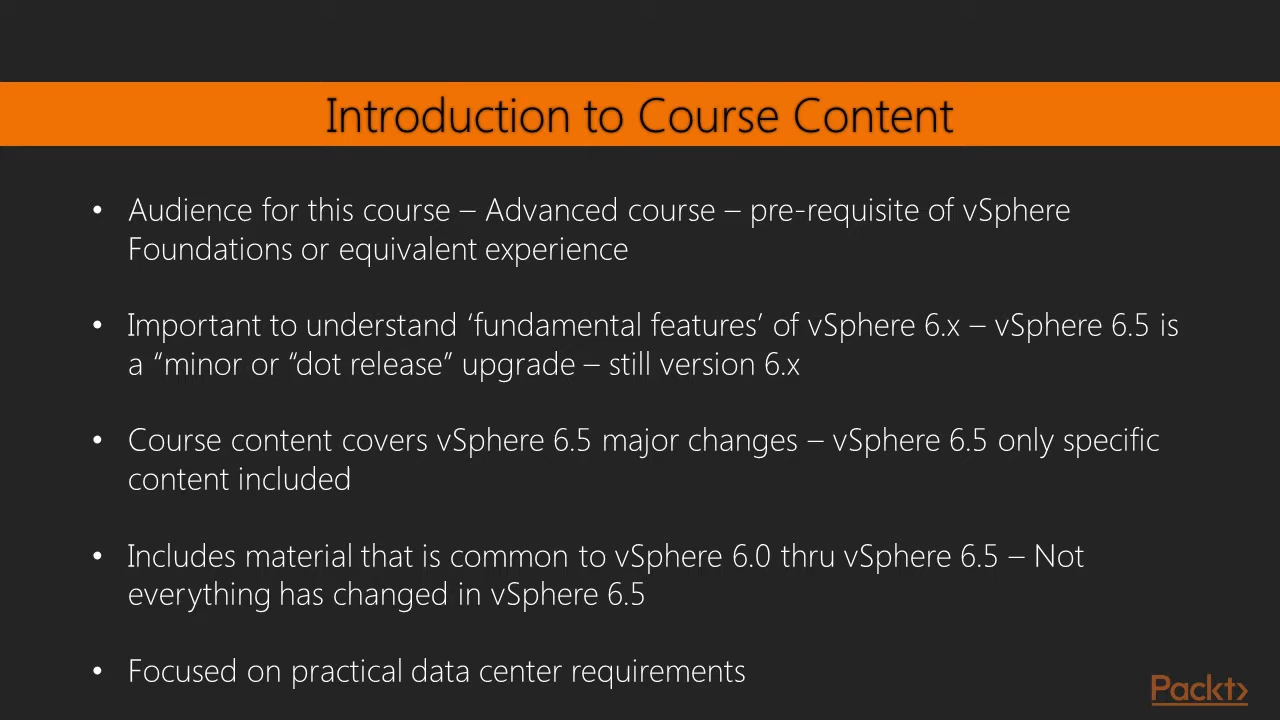 Introduction to Course Content
• Audience for this course – Advanced course – pre-requisite of vSphere
Foundations or equivalent experience
• Important to understand ‘fundamental features’ of vSphere 6.x – vSphere 6.5 is
a “minor or “dot release” upgrade – still version 6.x
• Course content covers vSphere 6.5 major changes – vSphere 6.5 only specific
content included
• Includes material that is common to vSphere 6.0 thru vSphere 6.5 – Not
everything has changed in vSphere 6.5
• Focused on practical data center requirements
Packt>